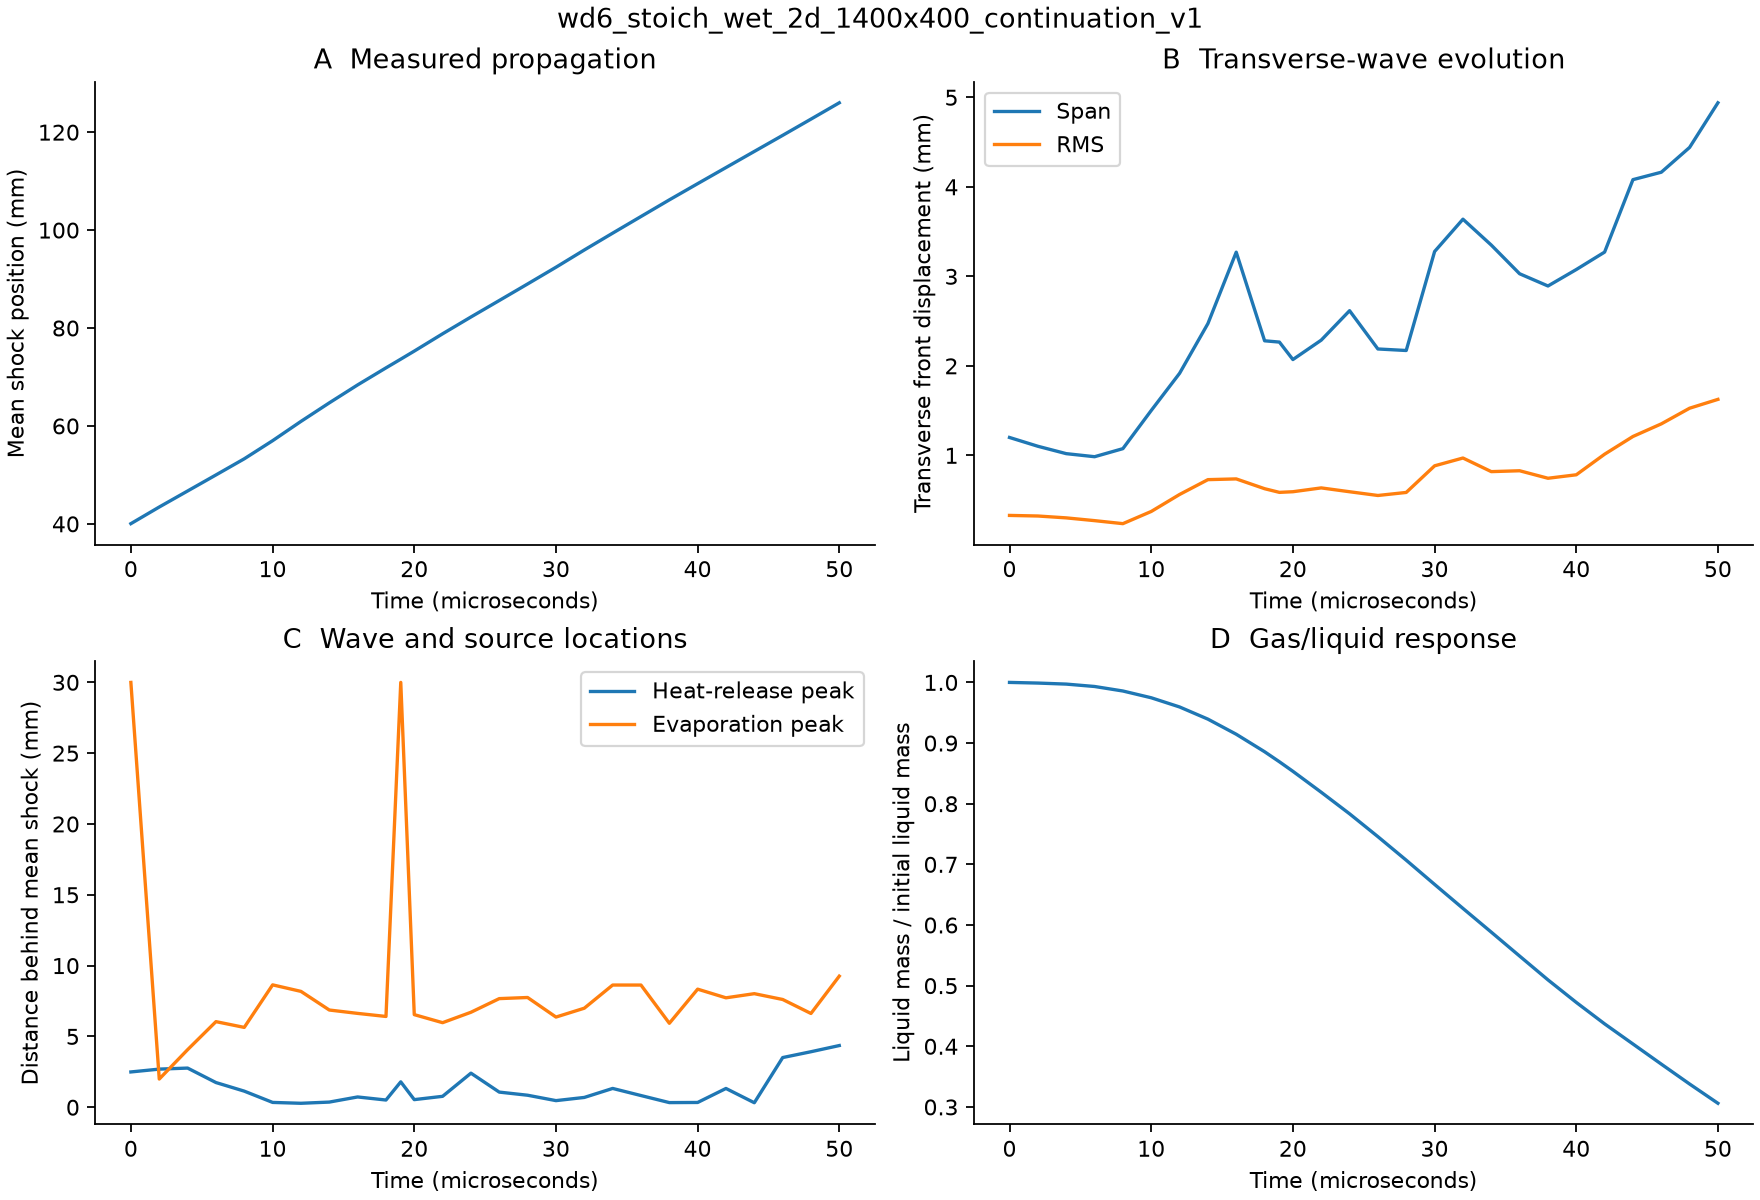 wd6_stoich_wet_2d_1400x400_continuation_v1
A  Measured propagation
Mean shock position (mm)
120
100
80
60
40
0 10 20 30 40 50
Time (microseconds)
B  Transverse-wave evolution
Transverse front displacement (mm)
Span
RMS
5
4
3
2
1
0 10 20 30 40 50
Time (microseconds)
C  Wave and source locations
Distance behind mean shock (mm)
Heat-release peak
Evaporation peak
30
25
20
15
10
5
0
0 10 20 30 40 50
Time (microseconds)
D  Gas/liquid response
Liquid mass / initial liquid mass
1.0
0.9
0.8
0.7
0.6
0.5
0.4
0.3
0 10 20 30 40 50
Time (microseconds)